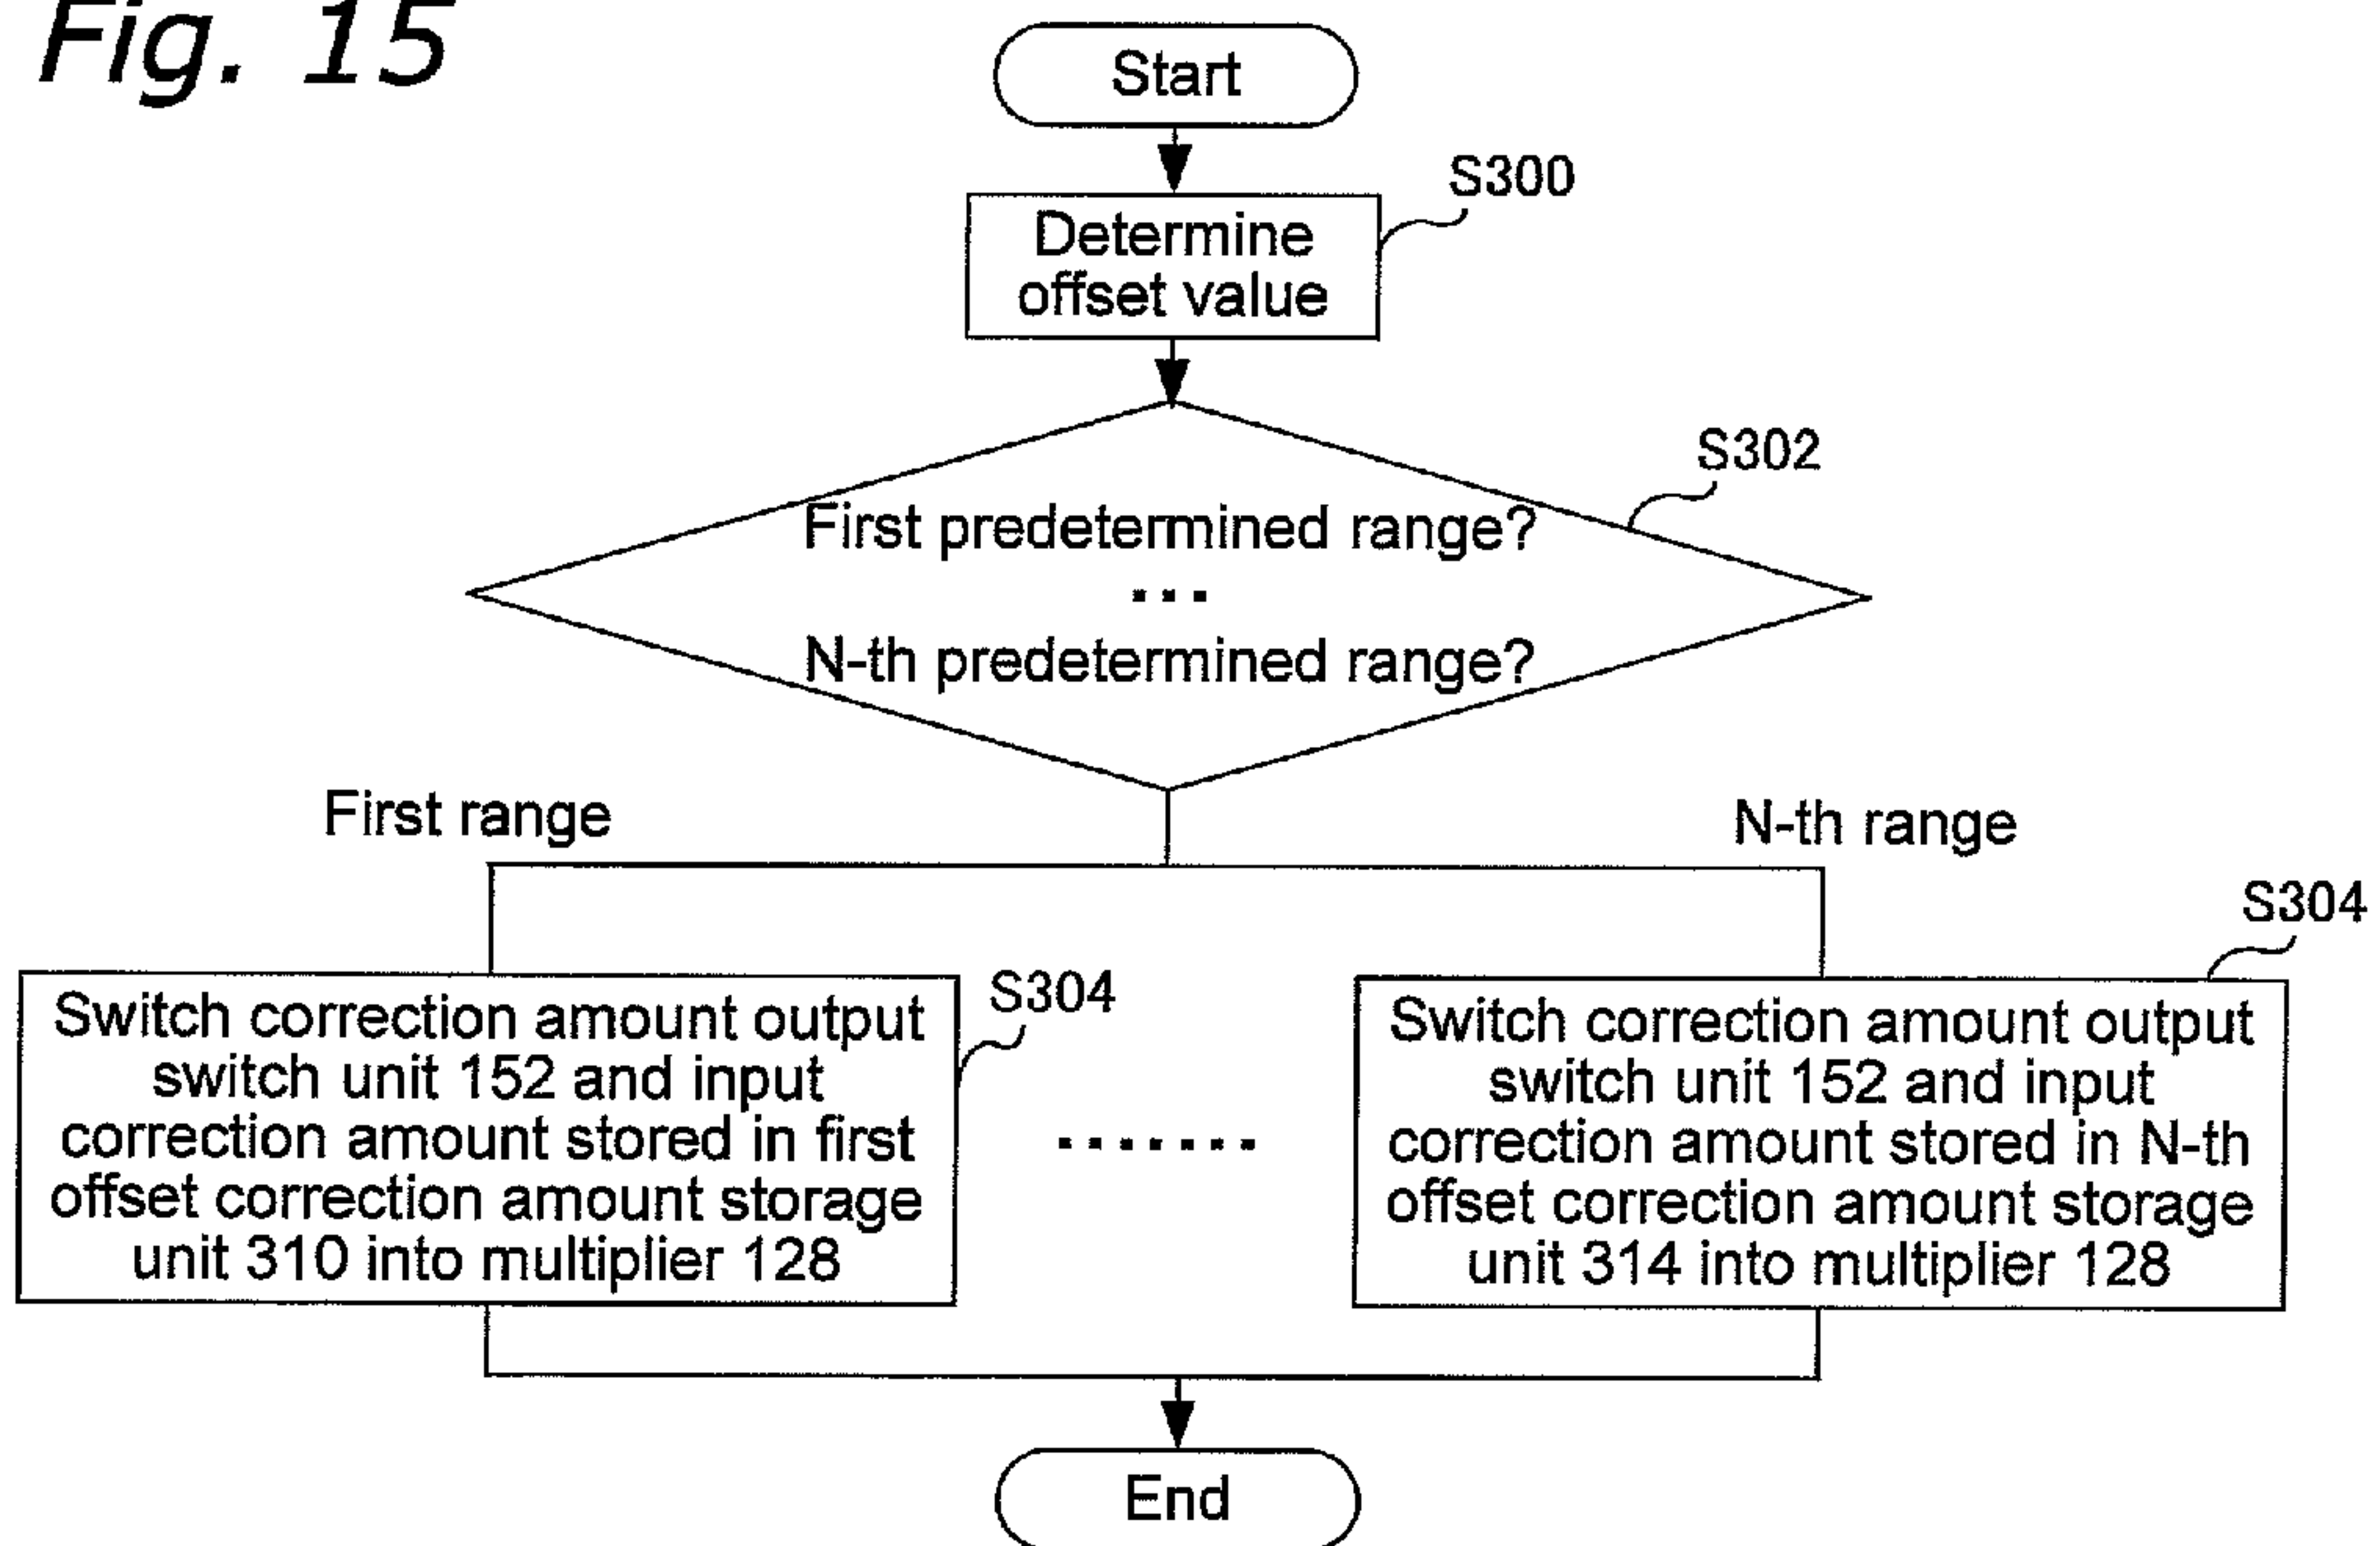 Fig. 15
Start
S300
Determine
offset value
S302
First predetermined range?
...
N-th predetermined range?
First range
N-th range
S304
Switch correction amount output
switch unit 152 and input
correction amount stored in first
offset correction amount storage
unit 310 into multiplier 128
.......
S304
Switch correction amount output
switch unit 152 and input
correction amount stored in N-th
offset correction amount storage
unit 314 into multiplier 128
End